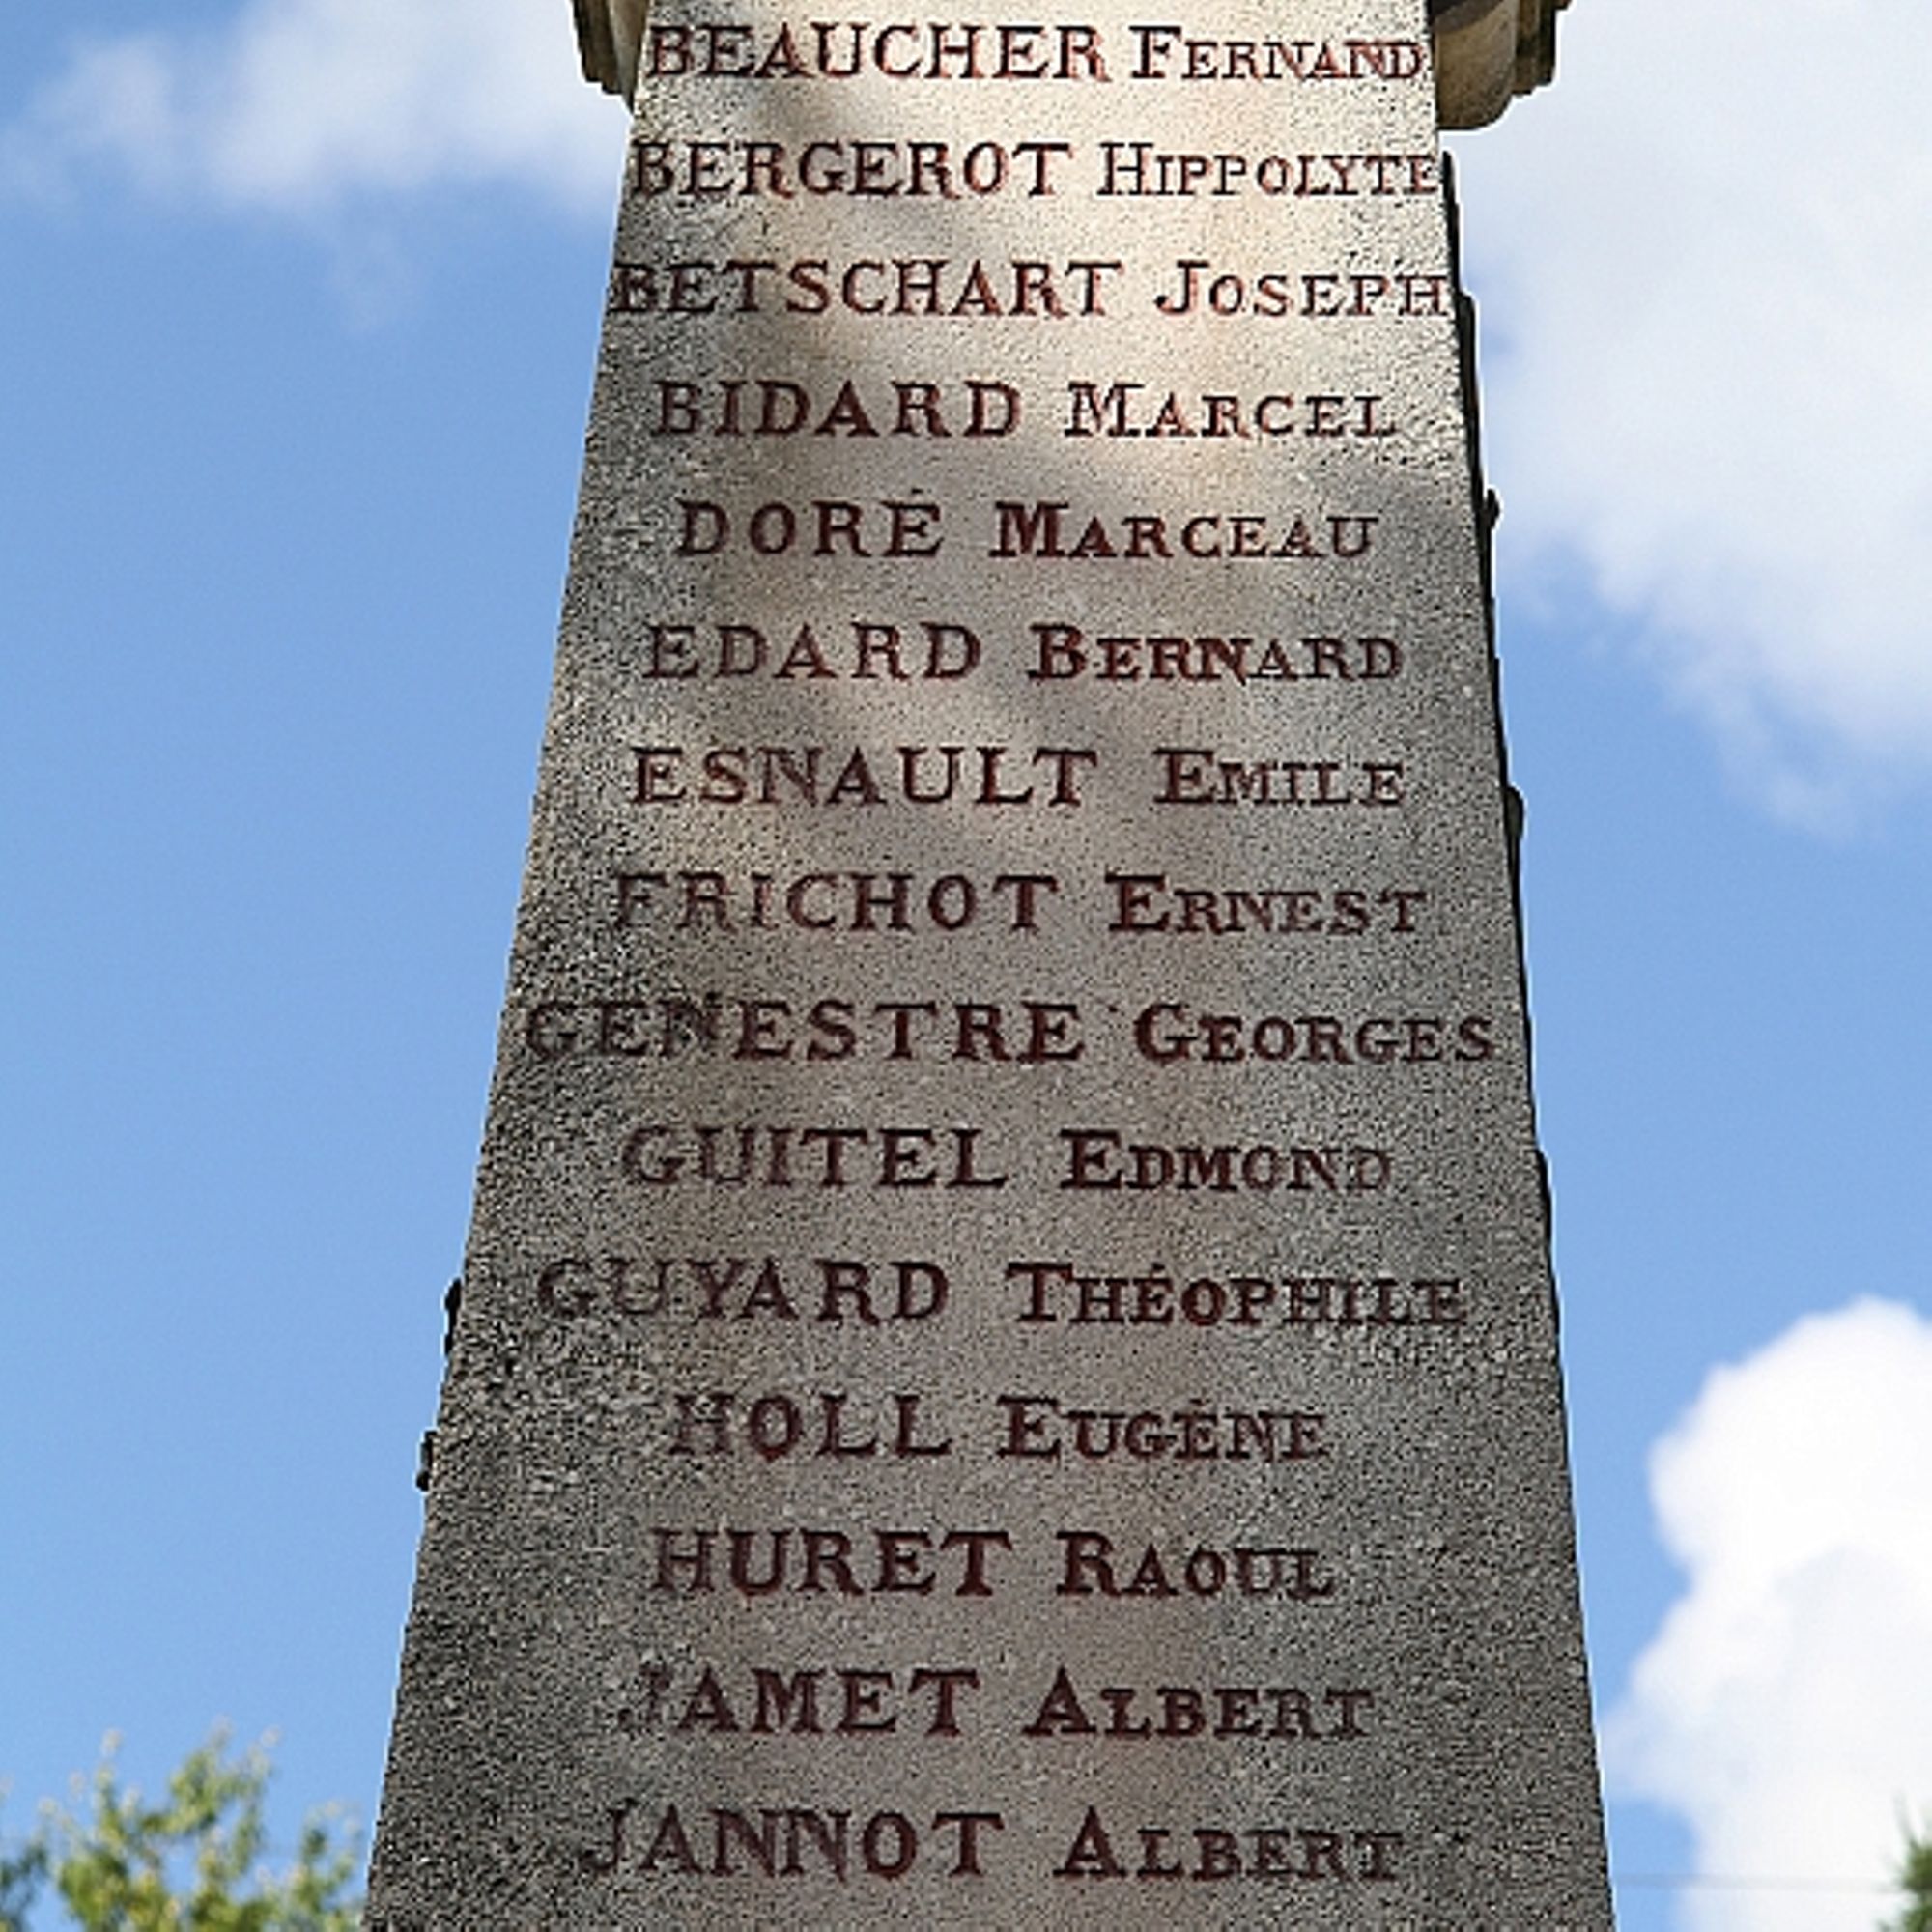 BEAUCHER FERNAND
BERGEROT HIPPOLYTE
BETSCHART JOSEPH
BIDARD MARCEL
DORÉ MARCEAU
EDARD BERNARD
ESNAULT EMILE
FRICHOT ERNEST
GENESTRE GEORGES
GUITEL EDMOND
GUYARD THÉOPHILE
HOLL EUGÈNE
HURET RAOUL
JAMET ALBERT
JANNOT ALBERT